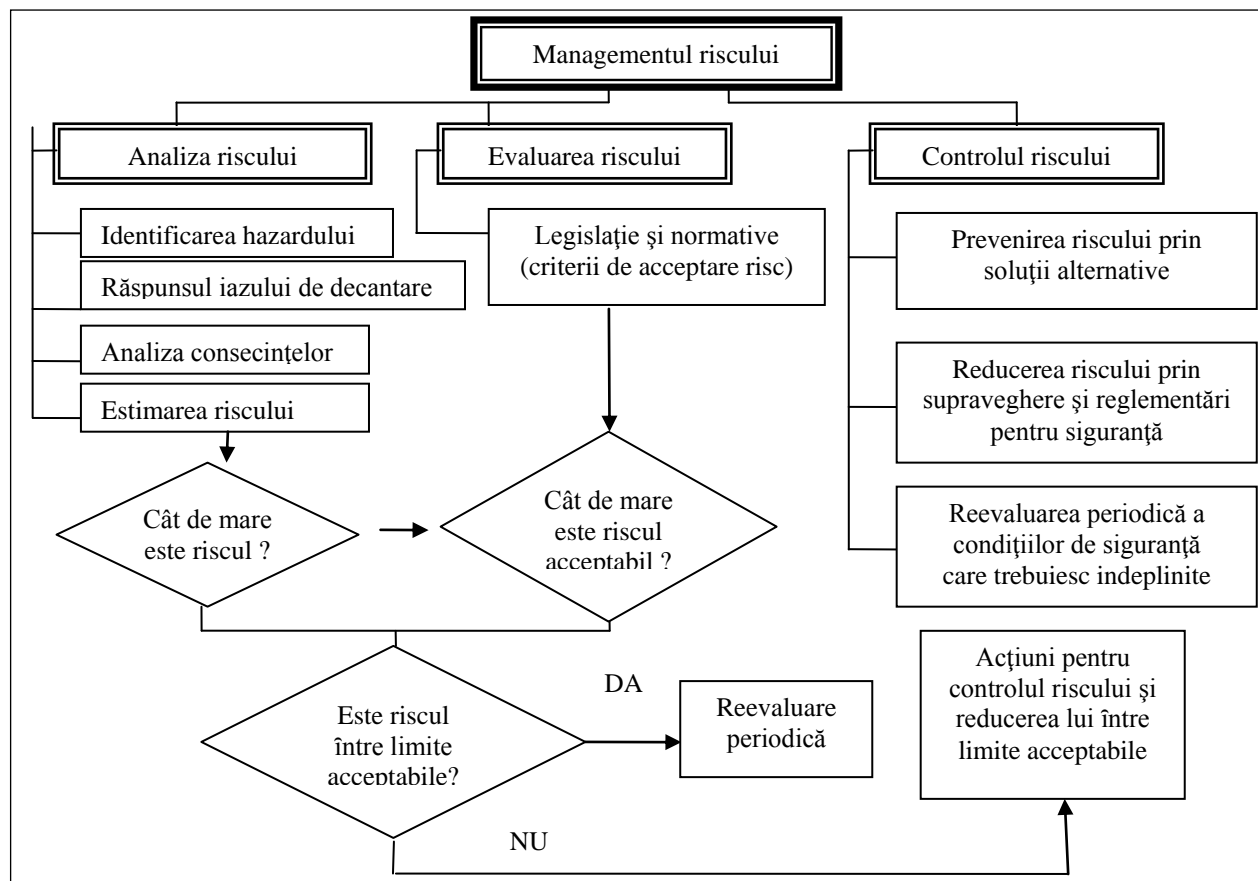 Managementul riscului
Analiza riscului
Evaluarea riscului
Controlul riscului
Identificarea hazardului
Răspunsul iazului de decantare
Analiza consecinţelor
Estimarea riscului
Legislaţie şi normative
(criterii de acceptare risc)
Prevenirea riscului prin
soluţii alternative
Reducerea riscului prin
supraveghere şi reglementări
pentru siguranţă
Reevaluarea periodică a
condiţiilor de siguranţă
care trebuiesc indeplinite
Cât de mare
este riscul ?
Cât de mare
este riscul
acceptabil ?
Este riscul
între limite
acceptabile?
DA
Reevaluare
periodică
Acţiuni pentru
controlul riscului şi
reducerea lui între
limite acceptabile
NU